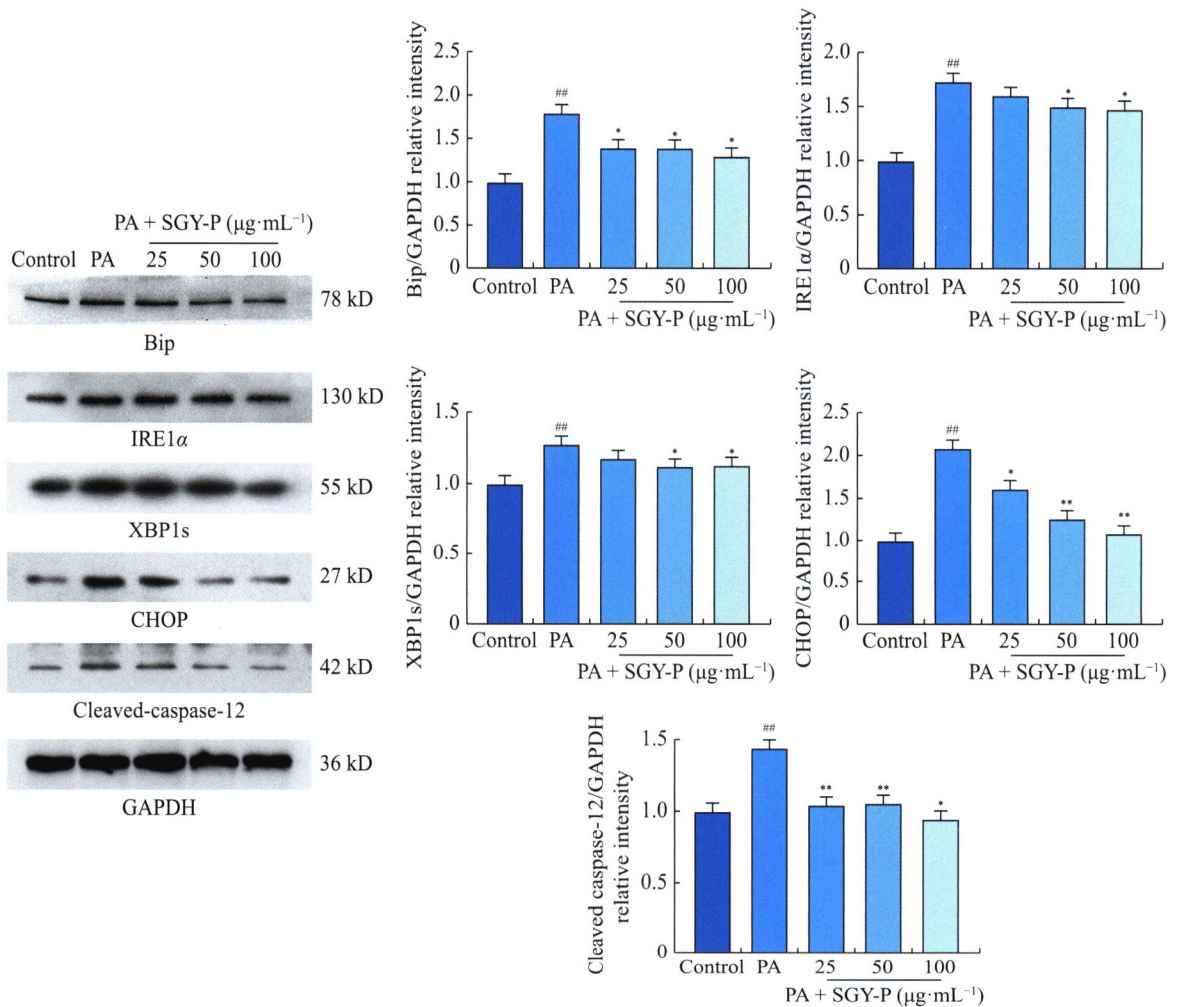 PA + SGY-P (μg·mL⁻¹)
Control PA 25 50 100
78 kD
Bip
130 kD
IRE1α
55 kD
XBP1s
27 kD
CHOP
42 kD
Cleaved-caspase-12
36 kD
GAPDH
Bip/GAPDH relative intensity
2.5
2.0
1.5
1.0
0.5
0
##
*
*
*
Control PA 25 50 100
PA + SGY-P (μg·mL⁻¹)
IRE1α/GAPDH relative intensity
2.0
1.5
1.0
0.5
0
##
*
*
Control PA 25 50 100
PA + SGY-P (μg·mL⁻¹)
XBP1s/GAPDH relative intensity
1.5
1.0
0.5
0
##
*
*
Control PA 25 50 100
PA + SGY-P (μg·mL⁻¹)
CHOP/GAPDH relative intensity
2.5
2.0
1.5
1.0
0.5
0
##
*
**
**
Control PA 25 50 100
PA + SGY-P (μg·mL⁻¹)
Cleaved caspase-12/GAPDH
relative intensity
1.5
1.0
0.5
0
##
**
**
*
Control PA 25 50 100
PA + SGY-P (μg·mL⁻¹)